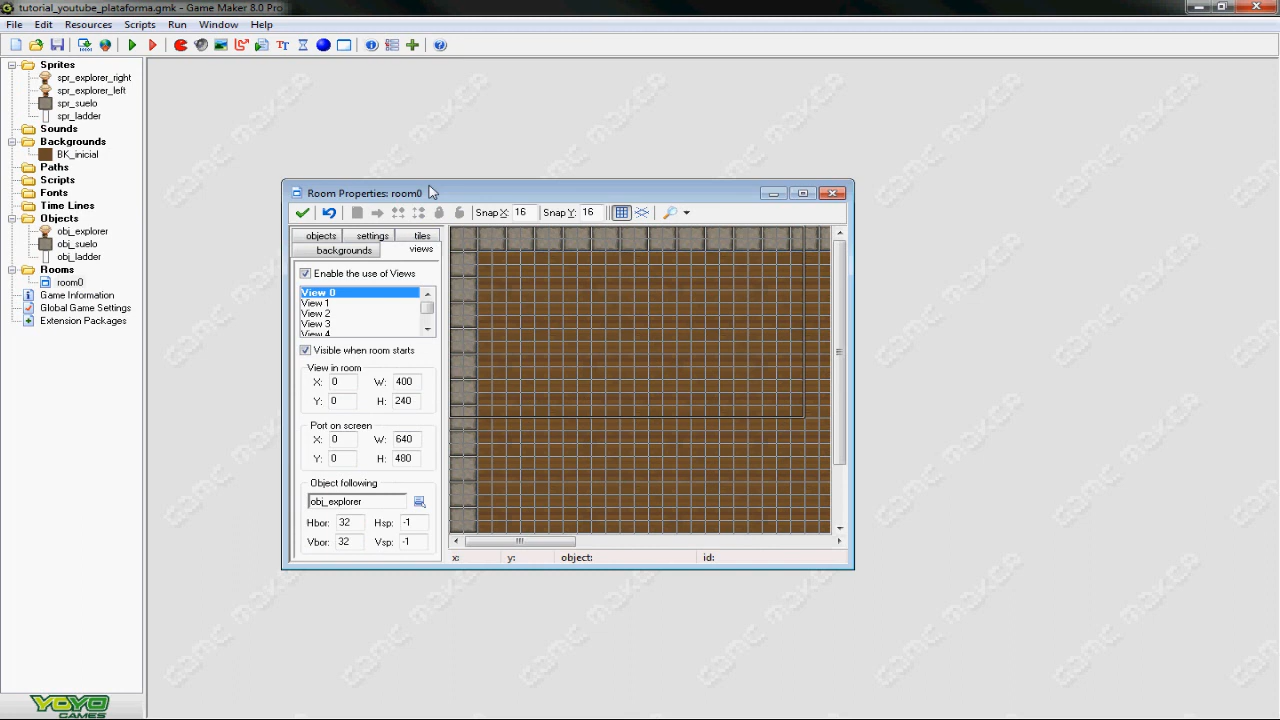 tutorial_youtube_plataforma.gmk - Game Maker 8.0 Pro
File Edit Resources Scripts Run Window Help
Sprites
spr_explorer_right
spr_explorer_left
spr_suelo
spr_ladder
Sounds
Backgrounds
BK_inicial
Paths
Scripts
Fonts
Time Lines
Objects
obj_explorer
obj_suelo
obj_ladder
Rooms
room0
Game Information
Global Game Settings
Extension Packages
YOYO
GAMES
Room Properties: room0
Snap X: 16 Snap Y: 16
objects settings tiles
backgrounds views
Enable the use of Views
View 0
View 1
View 2
View 3
View 4
Visible when room starts
View in room
X: 0 W: 400
Y: 0 H: 240
Port on screen
X: 0 W: 640
Y: 0 H: 480
Object following
obj_explorer
Hbor: 32 Hsp: -1
Vbor: 32 Vsp: -1
x: y: object: id: